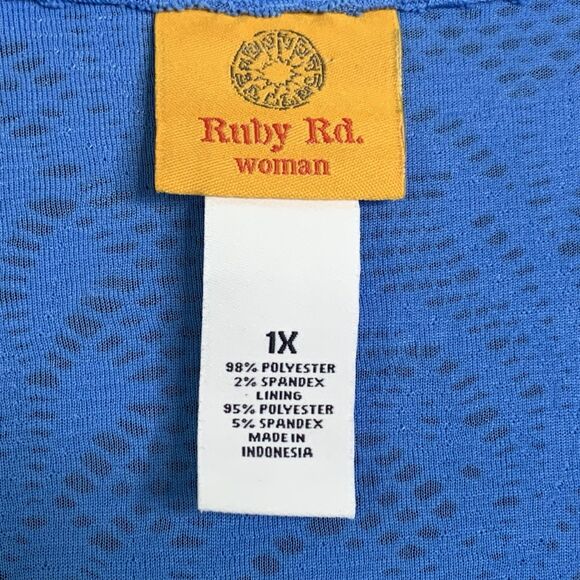 Ruby Rd.
woman
1X
98% POLYESTER
2% SPANDEX
LINING
95% POLYESTER
5% SPANDEX
MADE IN
INDONESIA